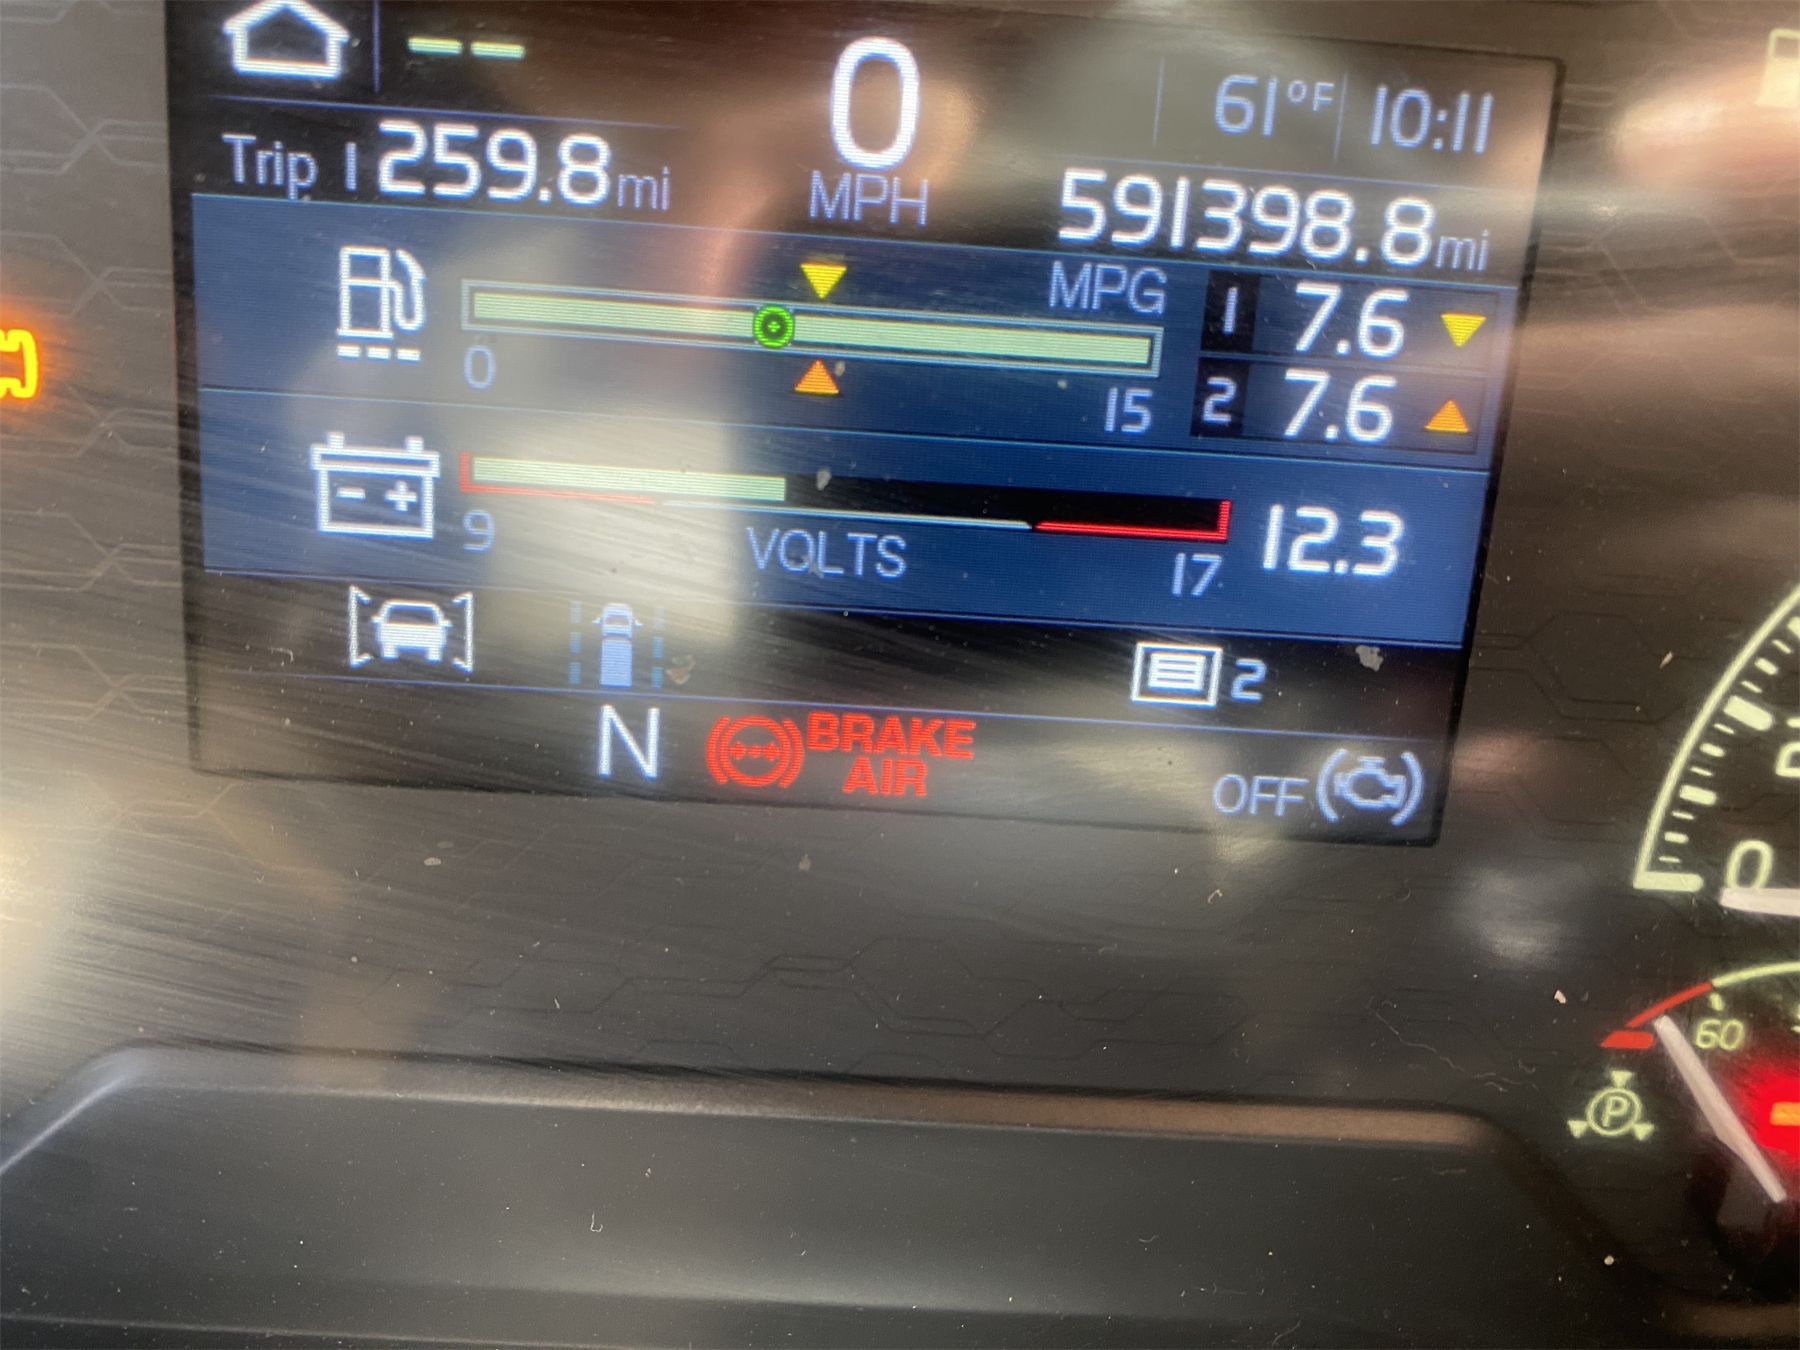 0
61°F 10:11
Trip 1 259.8 mi
MPH
591398.8 mi
MPG
1 7.6
0
15
2 7.6
- +
9
VOLTS
17
12.3
2
N
BRAKE
AIR
OFF
0
60
P